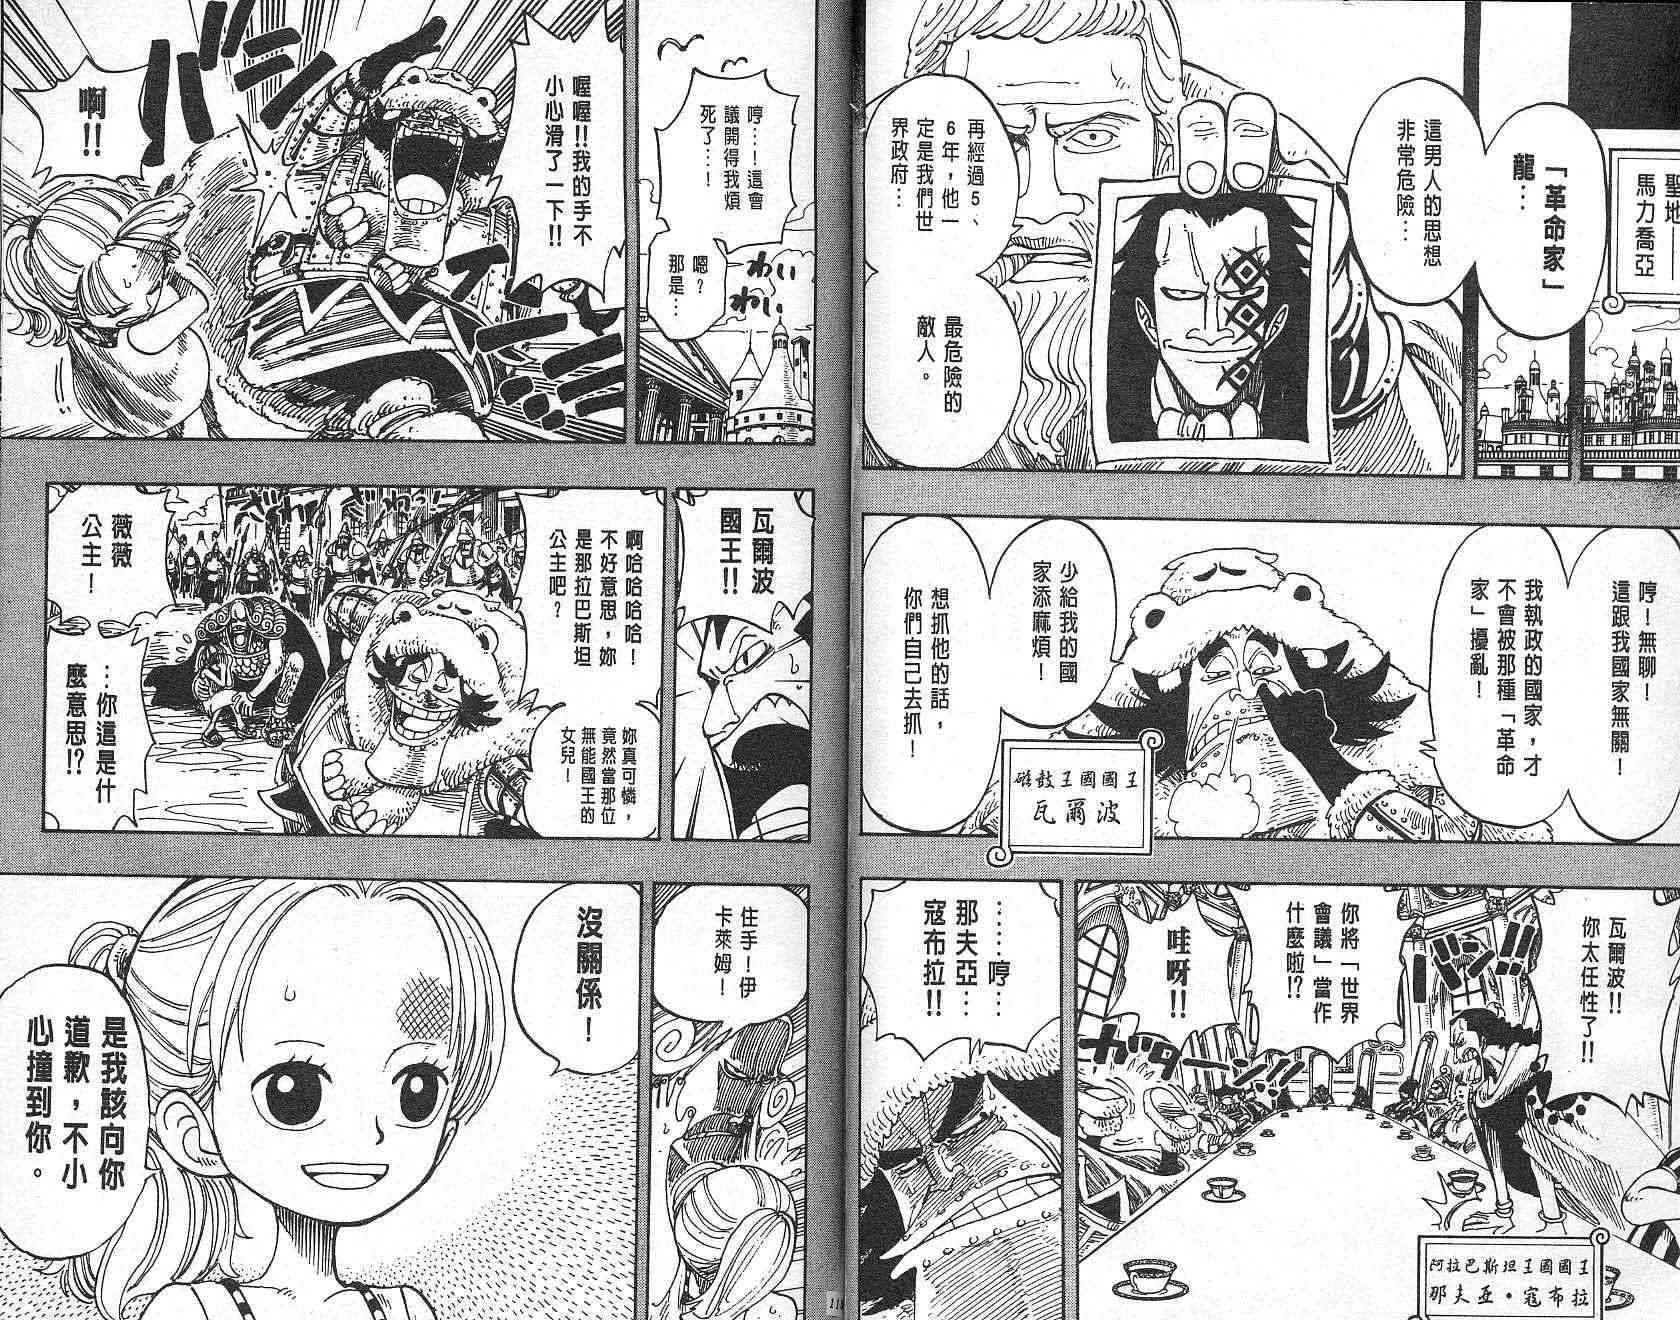 聖地——
馬力喬亞
「革命家」
龍…
這男人的思想
非常危險…
再經過5、
6年，他一
定是我們世
界政府…
最危險的
敵人。
哼！無聊！
這跟我國家無關！
我執政的國家，才
不會被那種「革命
家」擾亂！
少給我的國
家添麻煩！
想抓他的話，
你們自己去抓！
磁鼓王國國王
瓦爾波
瓦爾波!!
你太任性了!!
你將「世界
會議」當作
什麼啦!?
哇呀!!
阿拉巴斯坦王國國王
那夫亞・寇布拉
……哼…
那夫亞…
寇布拉!!
哼…！這會
議開得我煩
死了…！
嗯？
那是…
わい
わい
喔喔!!我的手不
小心滑了一下!!
啊!!
瓦爾波
國王!!
啊哈哈哈哈！
不好意思，妳
是那拉巴斯坦
公主吧？
妳真可憐，
竟然當那位
無能國王的
女兒！
薇薇
公主！
…你這是什
麼意思!?
住手！伊
卡萊姆！
沒關係！
是我該向你
道歉，不小
心撞到你。